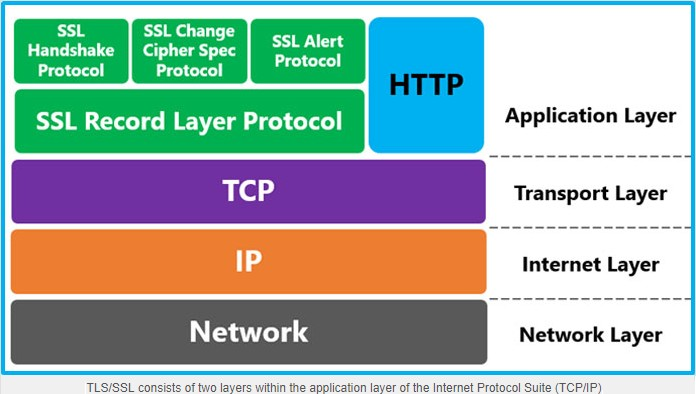 SSL
Handshake
Protocol
SSL Change
Cipher Spec
Protocol
SSL Alert
Protocol
HTTP
SSL Record Layer Protocol
Application Layer
TCP
Transport Layer
IP
Internet Layer
Network
Network Layer
TLS/SSL consists of two layers within the application layer of the Internet Protocol Suite (TCP/IP)